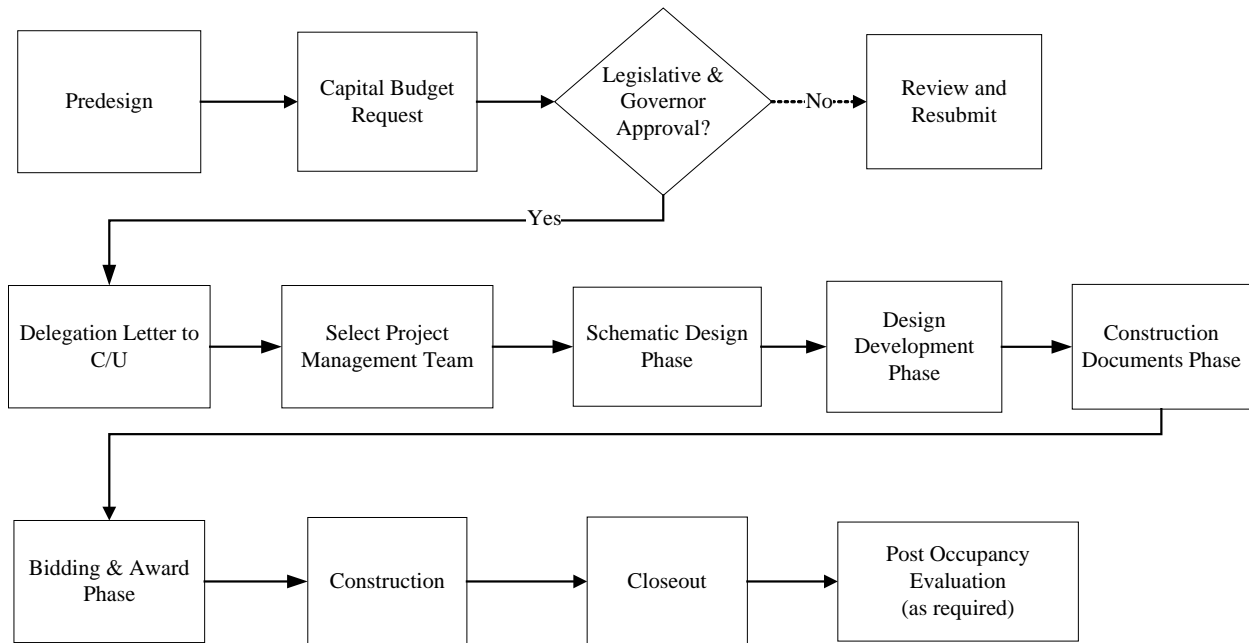 Predesign
Capital Budget
Request
Legislative &
Governor
Approval?
No
Review and
Resubmit
Yes
Delegation Letter to
C/U
Select Project
Management Team
Schematic Design
Phase
Design
Development
Phase
Construction
Documents Phase
Bidding & Award
Phase
Construction
Closeout
Post Occupancy
Evaluation
(as required)